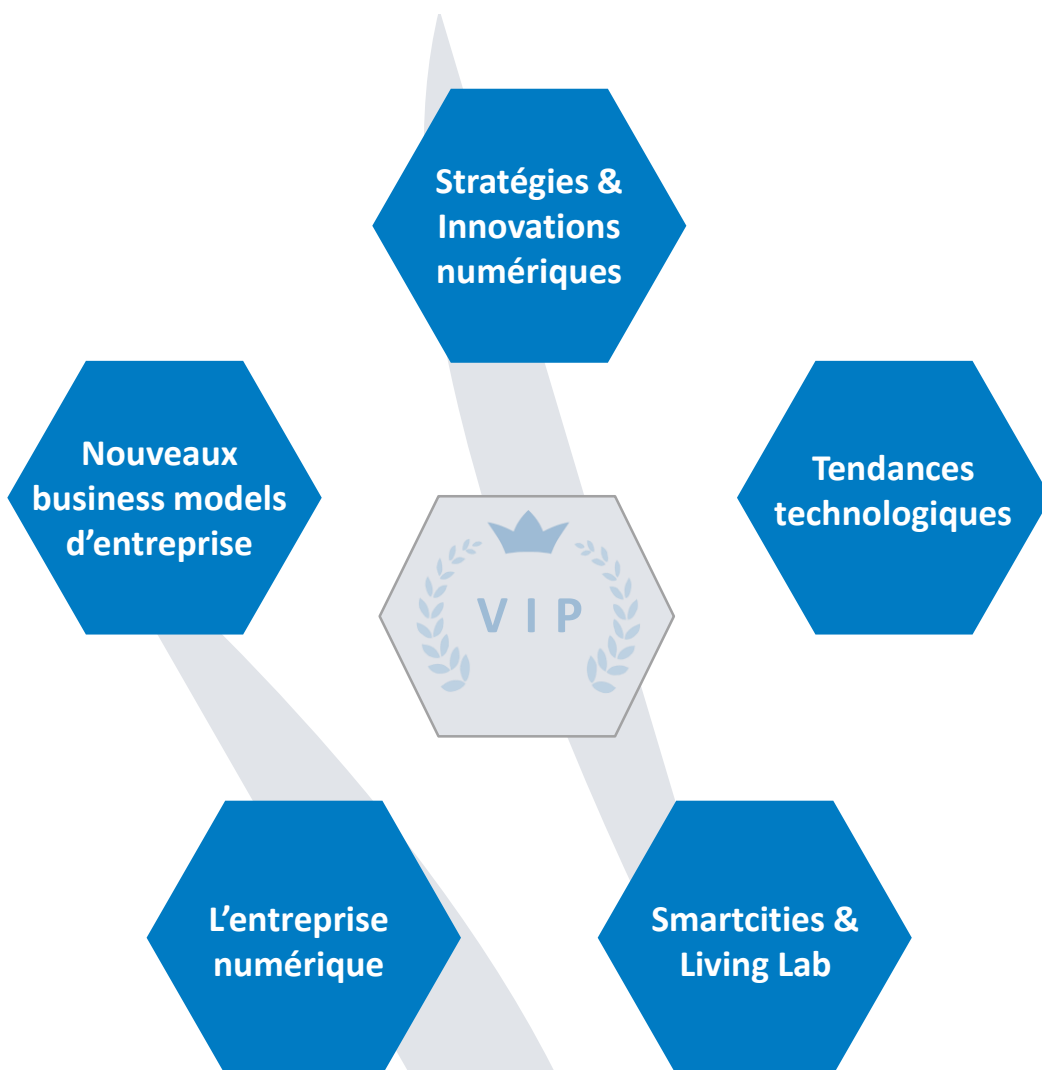 Stratégies &
Innovations
numériques
Nouveaux
business models
d’entreprise
Tendances
technologiques
V I P
L’entreprise
numérique
Smartcities &
Living Lab